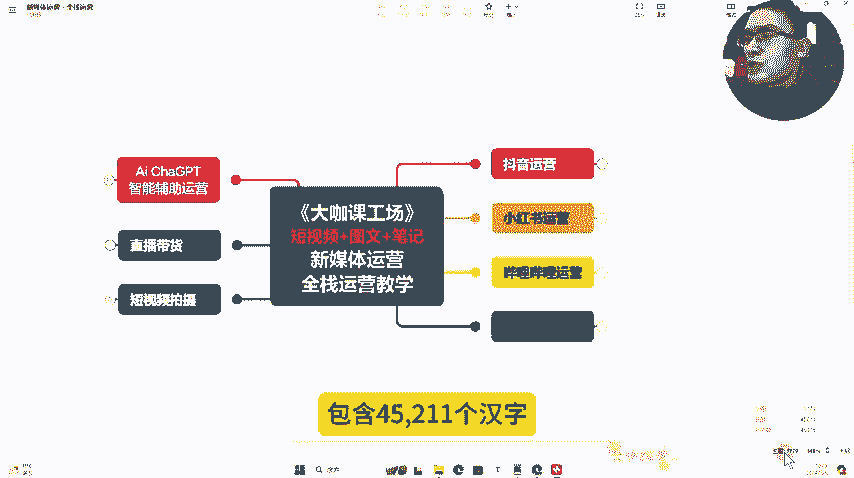 Ai ChaGPT
智能辅助运营
直播带货
短视频拍摄
《大咖课工场》
短视频+图文+笔记
新媒体运营
全栈运营教学
抖音运营
小红书运营
哔哩哔哩运营
包含45,211个汉字